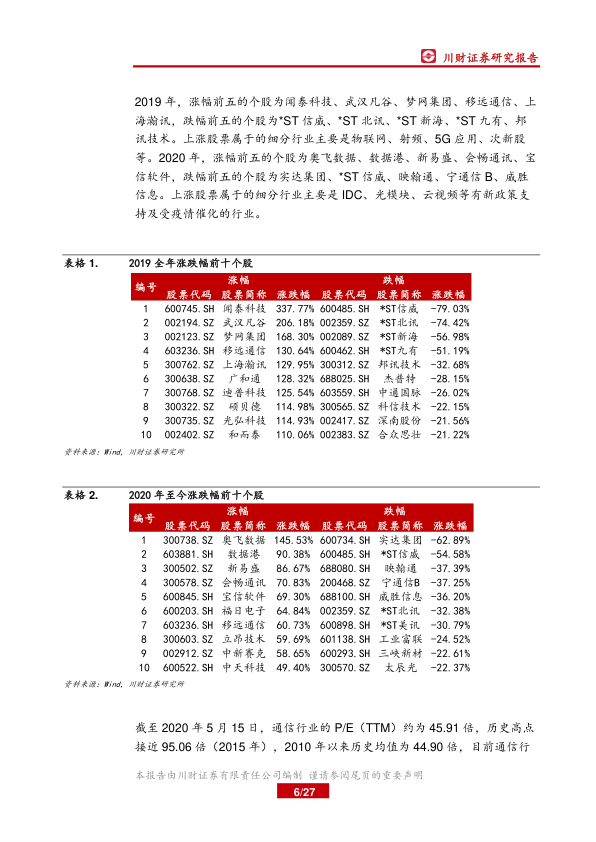 川财证券研究报告
2019 年，涨幅前五的个股为闻泰科技、武汉凡谷、梦网集团、移远通信、上
海瀚讯，跌幅前五的个股为*ST 信威、*ST 北讯、*ST 新海、*ST 九有、邦
讯技术。上涨股票属于的细分行业主要是物联网、射频、5G 应用、次新股
等。2020 年，涨幅前五的个股为奥飞数据、数据港、新易盛、会畅通讯、宝
信软件，跌幅前五的个股为实达集团、*ST 信威、映翰通、宁通信 B、威胜
信息。上涨股票属于的细分行业主要是 IDC、光模块、云视频等有新政策支
持及受疫情催化的行业。
表格 1. 2019 全年涨跌幅前十个股
编号 涨幅 跌幅
股票代码 股票简称 涨跌幅 股票代码 股票简称 涨跌幅
1 600745.SH 闻泰科技 337.77% 600485.SH *ST信威 -79.03%
2 002194.SZ 武汉凡谷 206.18% 002359.SZ *ST北讯 -74.42%
3 002123.SZ 梦网集团 168.30% 002089.SZ *ST新海 -56.98%
4 603236.SH 移远通信 130.64% 600462.SH *ST九有 -51.19%
5 300762.SZ 上海瀚讯 129.95% 300312.SZ 邦讯技术 -32.68%
6 300638.SZ 广和通 128.32% 688025.SH 杰普特 -28.15%
7 300768.SZ 迪普科技 125.54% 603559.SH 中通国脉 -26.02%
8 300322.SZ 硕贝德 114.98% 300565.SZ 科信技术 -22.15%
9 300735.SZ 光弘科技 114.93% 002417.SZ 深南股份 -21.56%
10 002402.SZ 和而泰 110.06% 002383.SZ 合众思壮 -21.22%
资料来源：Wind，川财证券研究所
表格 2. 2020 年至今涨跌幅前十个股
编号 涨幅 跌幅
股票代码 股票简称 涨跌幅 股票代码 股票简称 涨跌幅
1 300738.SZ 奥飞数据 145.53% 600734.SH 实达集团 -62.89%
2 603881.SH 数据港 90.38% 600485.SH *ST信威 -54.58%
3 300502.SZ 新易盛 86.67% 688080.SH 映翰通 -37.39%
4 300578.SZ 会畅通讯 70.83% 200468.SZ 宁通信B -37.25%
5 600845.SH 宝信软件 69.30% 688100.SH 威胜信息 -36.20%
6 600203.SH 福日电子 64.84% 002359.SZ *ST北讯 -32.38%
7 603236.SH 移远通信 60.73% 600898.SH *ST美讯 -30.79%
8 300603.SZ 立昂技术 59.69% 601138.SH 工业富联 -24.52%
9 002912.SZ 中新赛克 58.65% 600293.SH 三峡新材 -22.61%
10 600522.SH 中天科技 49.40% 300570.SZ 太辰光 -22.37%
资料来源：Wind，川财证券研究所
截至 2020 年 5 月 15 日，通信行业的 P/E（TTM）约为 45.91 倍，历史高点
接近 95.06 倍（2015 年），2010 年以来历史均值为 44.90 倍，目前通信行
本报告由川财证券有限责任公司编制 谨请参阅尾页的重要声明
6/27